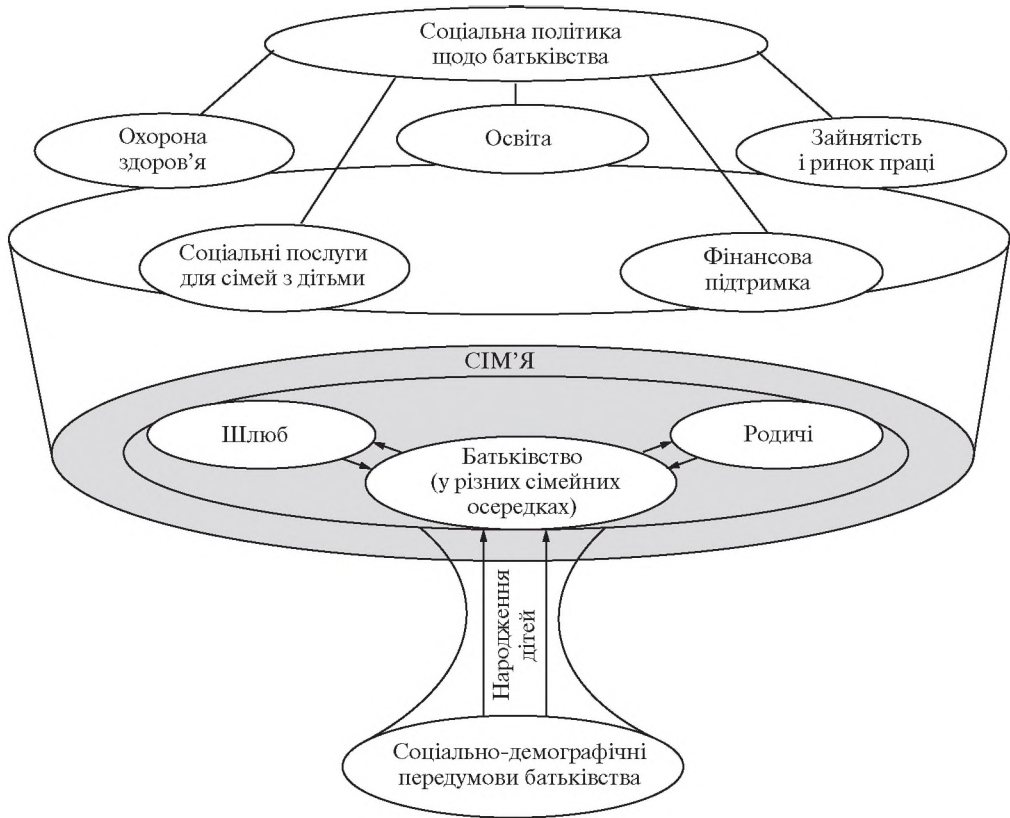 Соціальна політика
щодо батьківства
Охорона
здоров’я
Освіта
Зайнятість
і ринок праці
Соціальні послуги
для сімей з дітьми
Фінансова
підтримка
СІМ’Я
Шлюб
Родичі
Батьківство
(у різних сімейних
осередках)
Народження
дітей
Соціально-демографічні
передумови батьківства